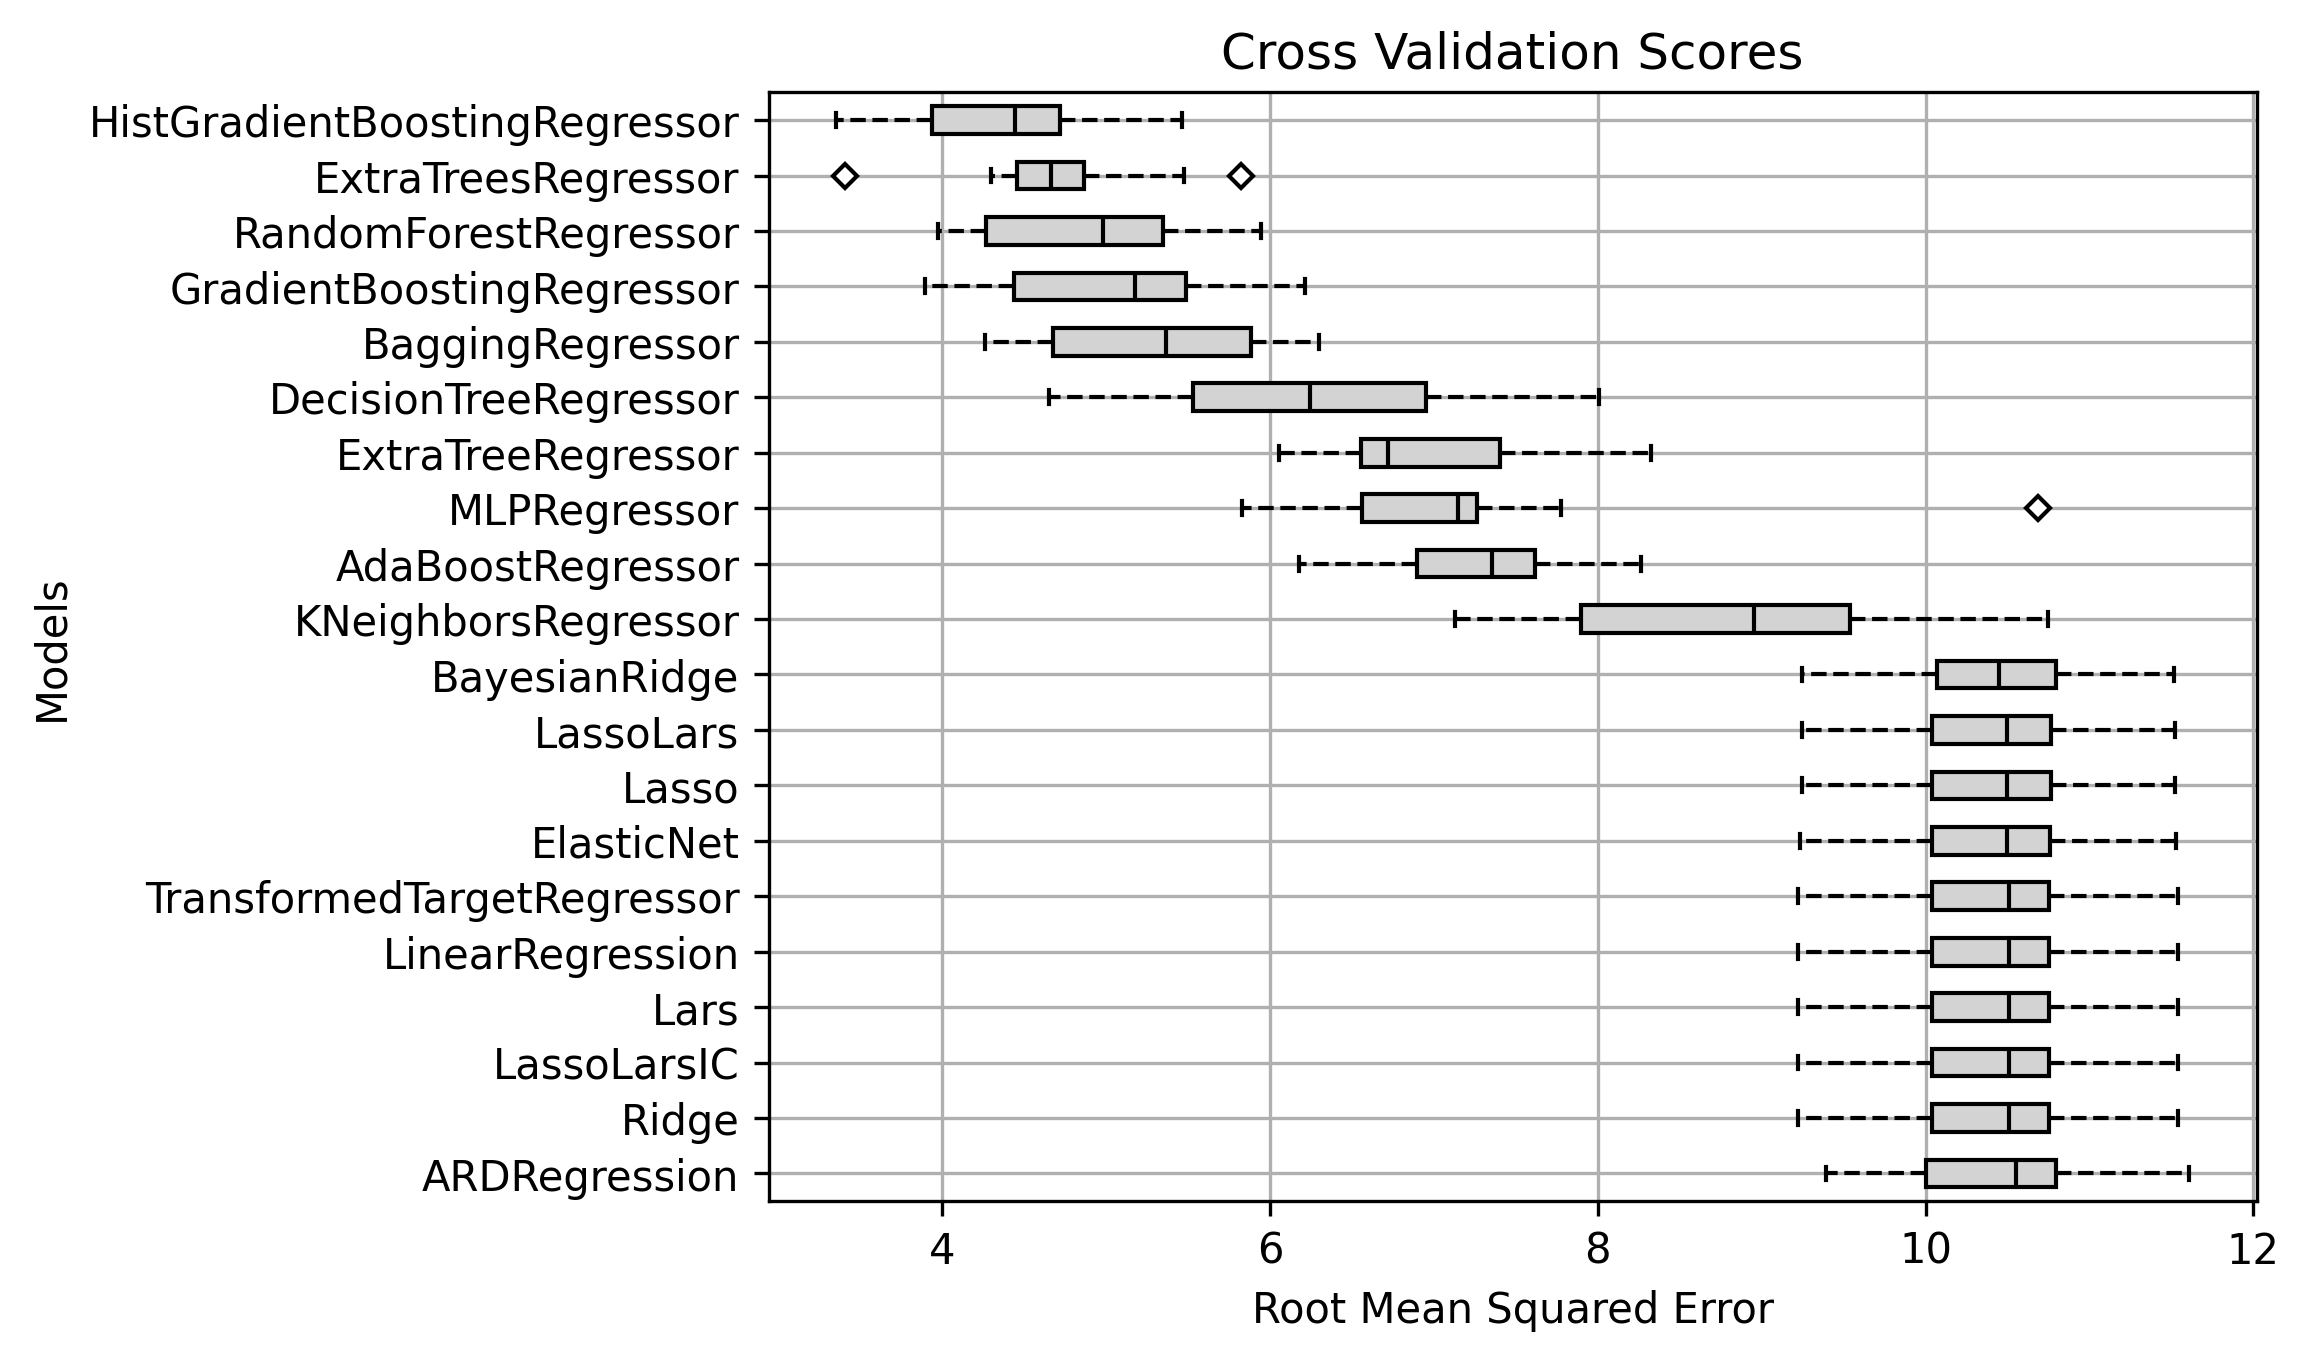 Cross Validation Scores
Models
HistGradientBoostingRegressor
ExtraTreesRegressor
RandomForestRegressor
GradientBoostingRegressor
BaggingRegressor
DecisionTreeRegressor
ExtraTreeRegressor
MLPRegressor
AdaBoostRegressor
KNeighborsRegressor
BayesianRidge
LassoLars
Lasso
ElasticNet
TransformedTargetRegressor
LinearRegression
Lars
LassoLarsIC
Ridge
ARDRegression
4 6 8 10 12
Root Mean Squared Error